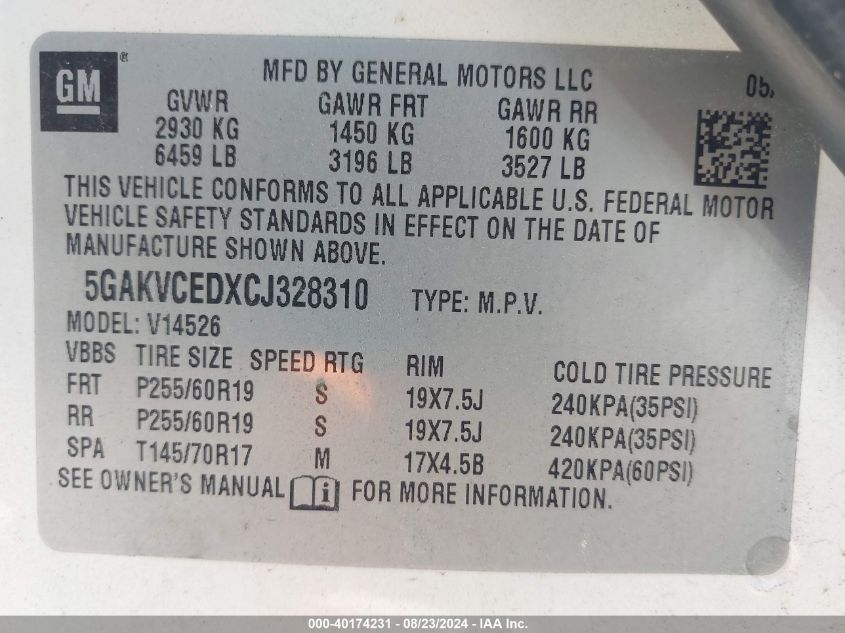 GM®
MFD BY GENERAL MOTORS LLC 05/
GVWR GAWR FRT GAWR RR
2930 KG 1450 KG 1600 KG
6459 LB 3196 LB 3527 LB
THIS VEHICLE CONFORMS TO ALL APPLICABLE U.S. FEDERAL MOTOR
VEHICLE SAFETY STANDARDS IN EFFECT ON THE DATE OF
MANUFACTURE SHOWN ABOVE.
5GAKVCEDXCJ328310 TYPE: M.P.V.
MODEL: V14526
VBBS TIRE SIZE SPEED RTG RIM COLD TIRE PRESSURE
FRT P255/60R19 S 19X7.5J 240KPA(35PSI)
RR P255/60R19 S 19X7.5J 240KPA(35PSI)
SPA T145/70R17 M 17X4.5B 420KPA(60PSI)
SEE OWNER'S MANUAL i FOR MORE INFORMATION.
000-40174231 - 08/23/2024 - IAA Inc.